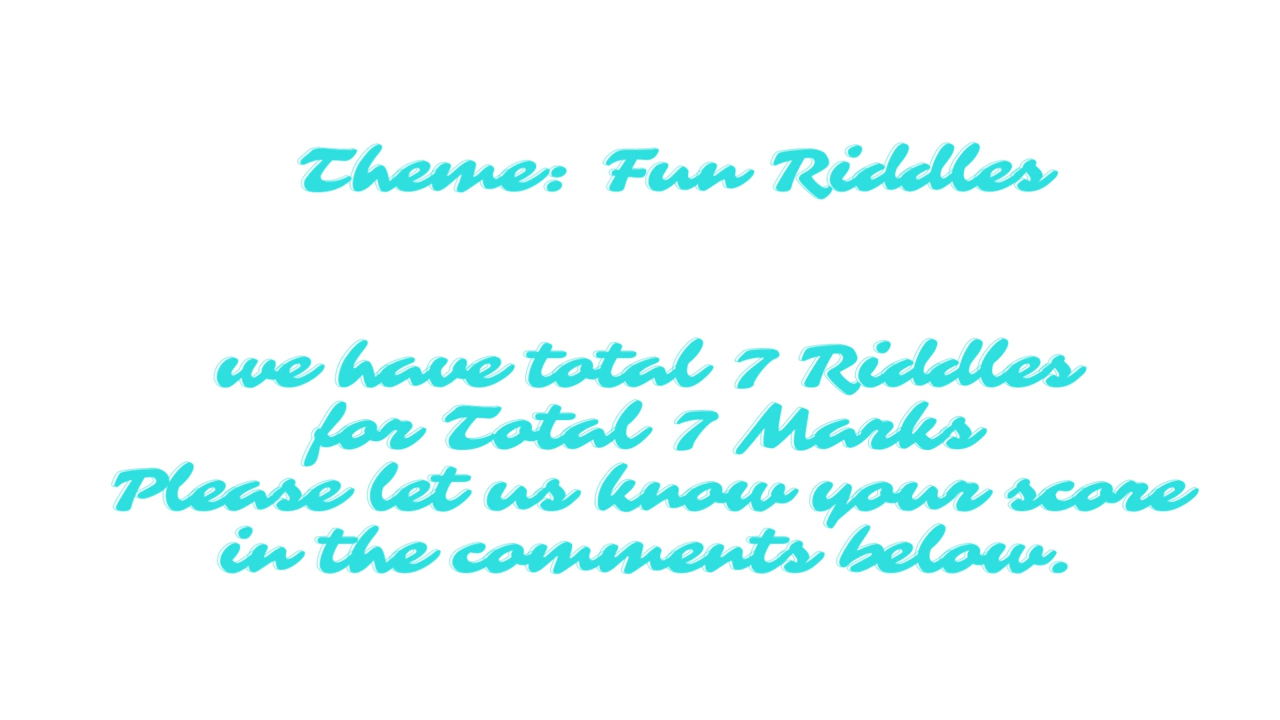 Theme: Fun Riddles
we have total 7 Riddles
for Total 7 Marks
Please let us know your score
in the comments below.